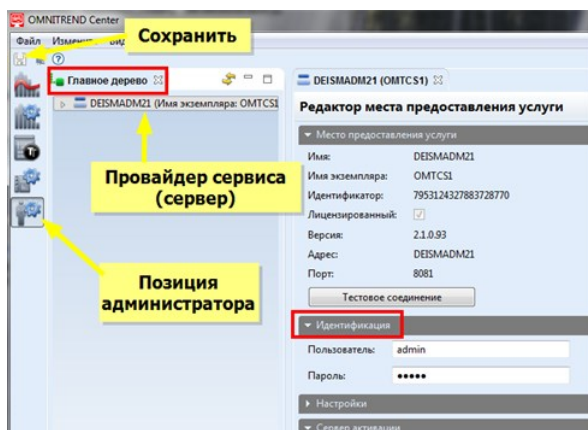 OMNITREND Center
Файл
Сохранить
Главное дерево
DEISMADM21 (Имя экземпляра: OMTCS1
DEISMADM21 (OMTCS1)
Редактор места предоставления услуги
Место предоставления услуги
Имя: DEISMADM21
Имя экземпляра: OMTCS1
Идентификатор: 7953124327883728770
Лицензированный:
Версия: 2.1.0.93
Адрес: DEISMADM21
Порт: 8081
Тестовое соединение
Провайдер сервиса
(сервер)
Позиция
администратора
Идентификация
Пользователь: admin
Пароль: •••••
Настройки
Сервер активации